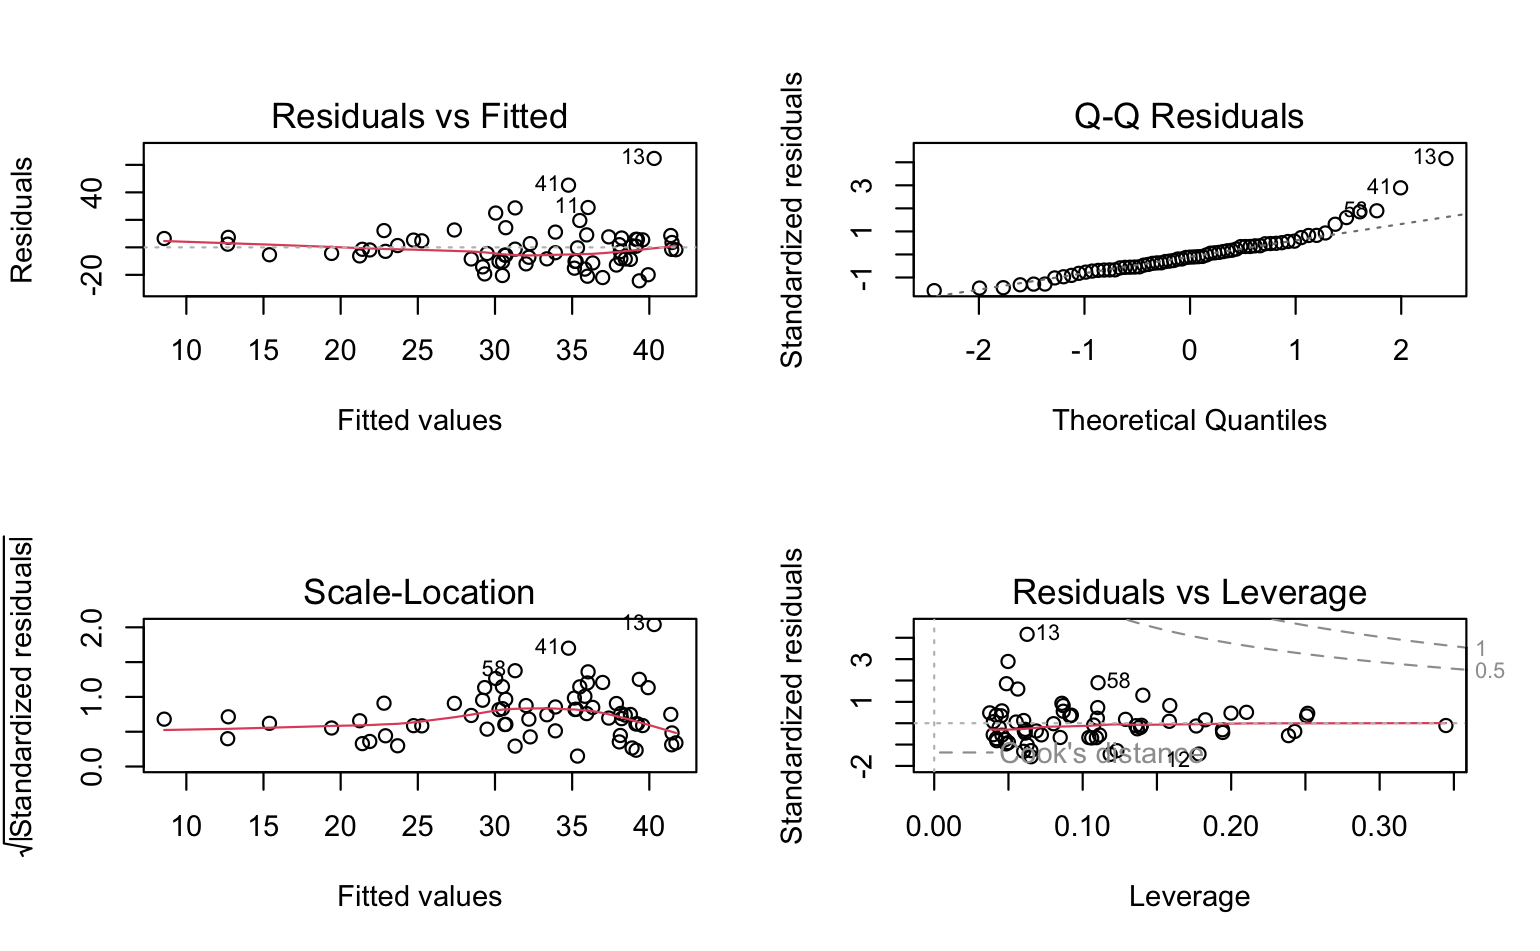 Residuals vs Fitted
Residuals
-20
40
13
41
11
10 15 20 25 30 35 40
Fitted values
Q-Q Residuals
Standardized residuals
-1
1
3
13
41
58
-2 -1 0 1 2
Theoretical Quantiles
Scale-Location
√|Standardized residuals|
0.0
1.0
2.0
13
41
58
10 15 20 25 30 35 40
Fitted values
Residuals vs Leverage
Standardized residuals
-2
1
3
13
58
12
Cook's distance
1
0.5
0.00 0.10 0.20 0.30
Leverage